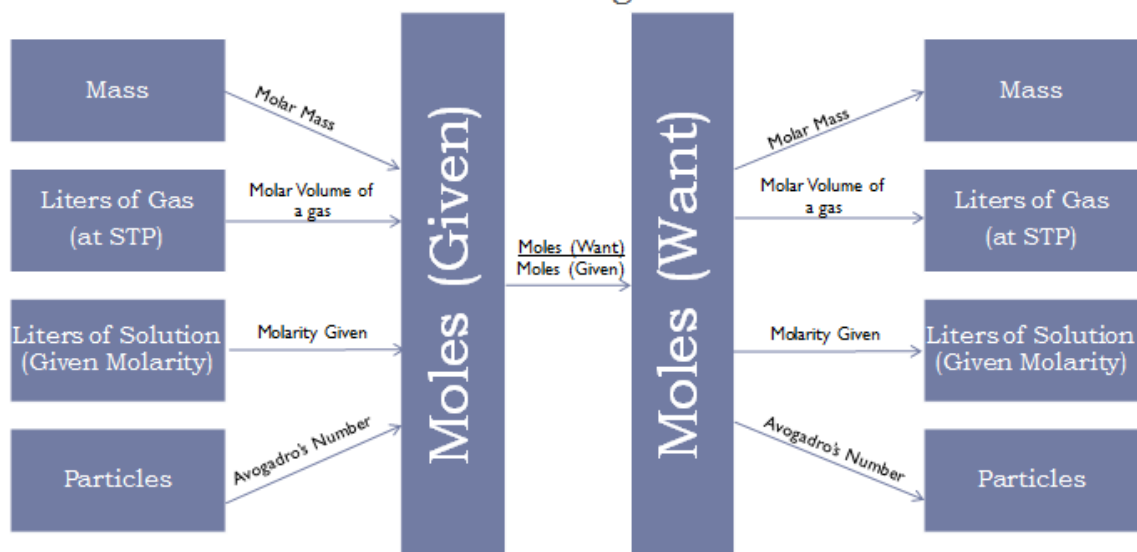 Mass
Liters of Gas
(at STP)
Liters of Solution
(Given Molarity)
Particles
Molar Mass
Molar Volume of
a gas
Molarity Given
Avogadro's Number
Moles (Given)
Moles (Want)
Moles (Given)
Moles (Want)
Molar Mass
Molar Volume of
a gas
Molarity Given
Avogadro's Number
Mass
Liters of Gas
(at STP)
Liters of Solution
(Given Molarity)
Particles